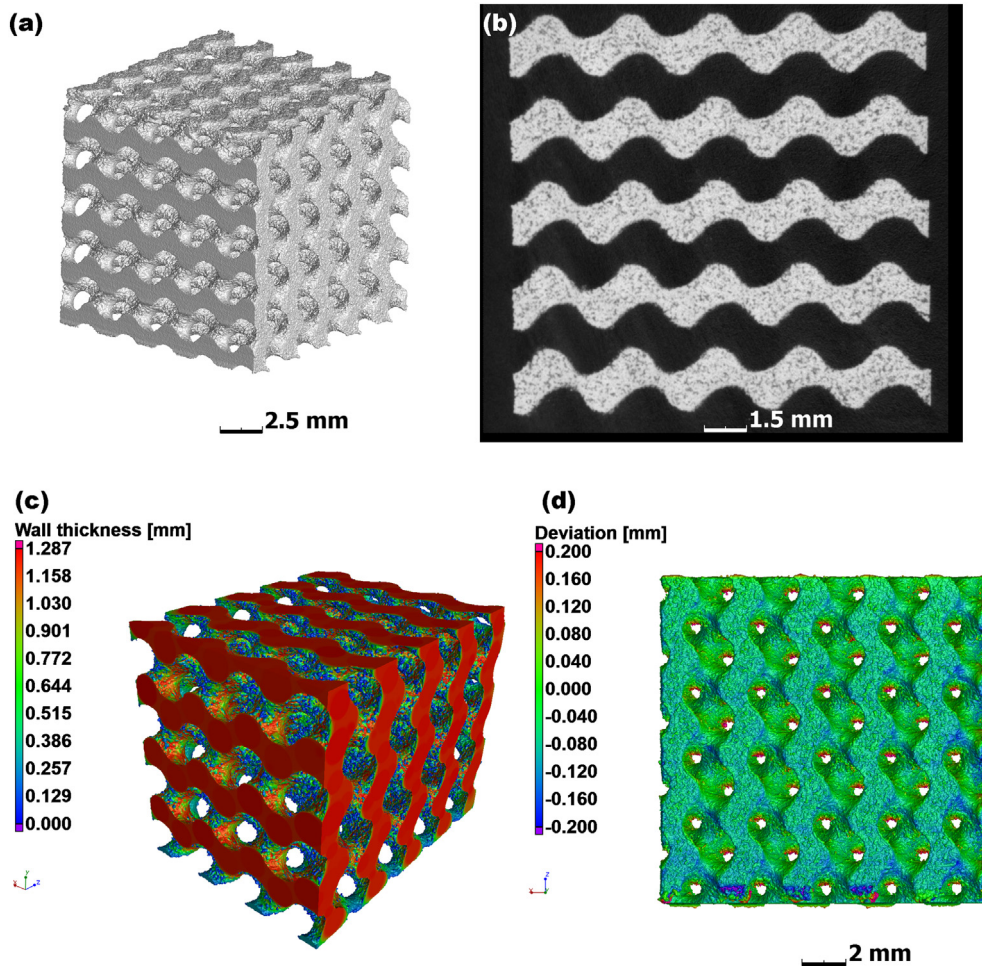 (a)
2.5 mm
(b)
1.5 mm
(c)
Wall thickness [mm]
1.287
1.158
1.030
0.901
0.772
0.644
0.515
0.386
0.257
0.129
0.000
x
y
z
(d)
Deviation [mm]
0.200
0.160
0.120
0.080
0.040
0.000
-0.040
-0.080
-0.120
-0.160
-0.200
z
x
2 mm